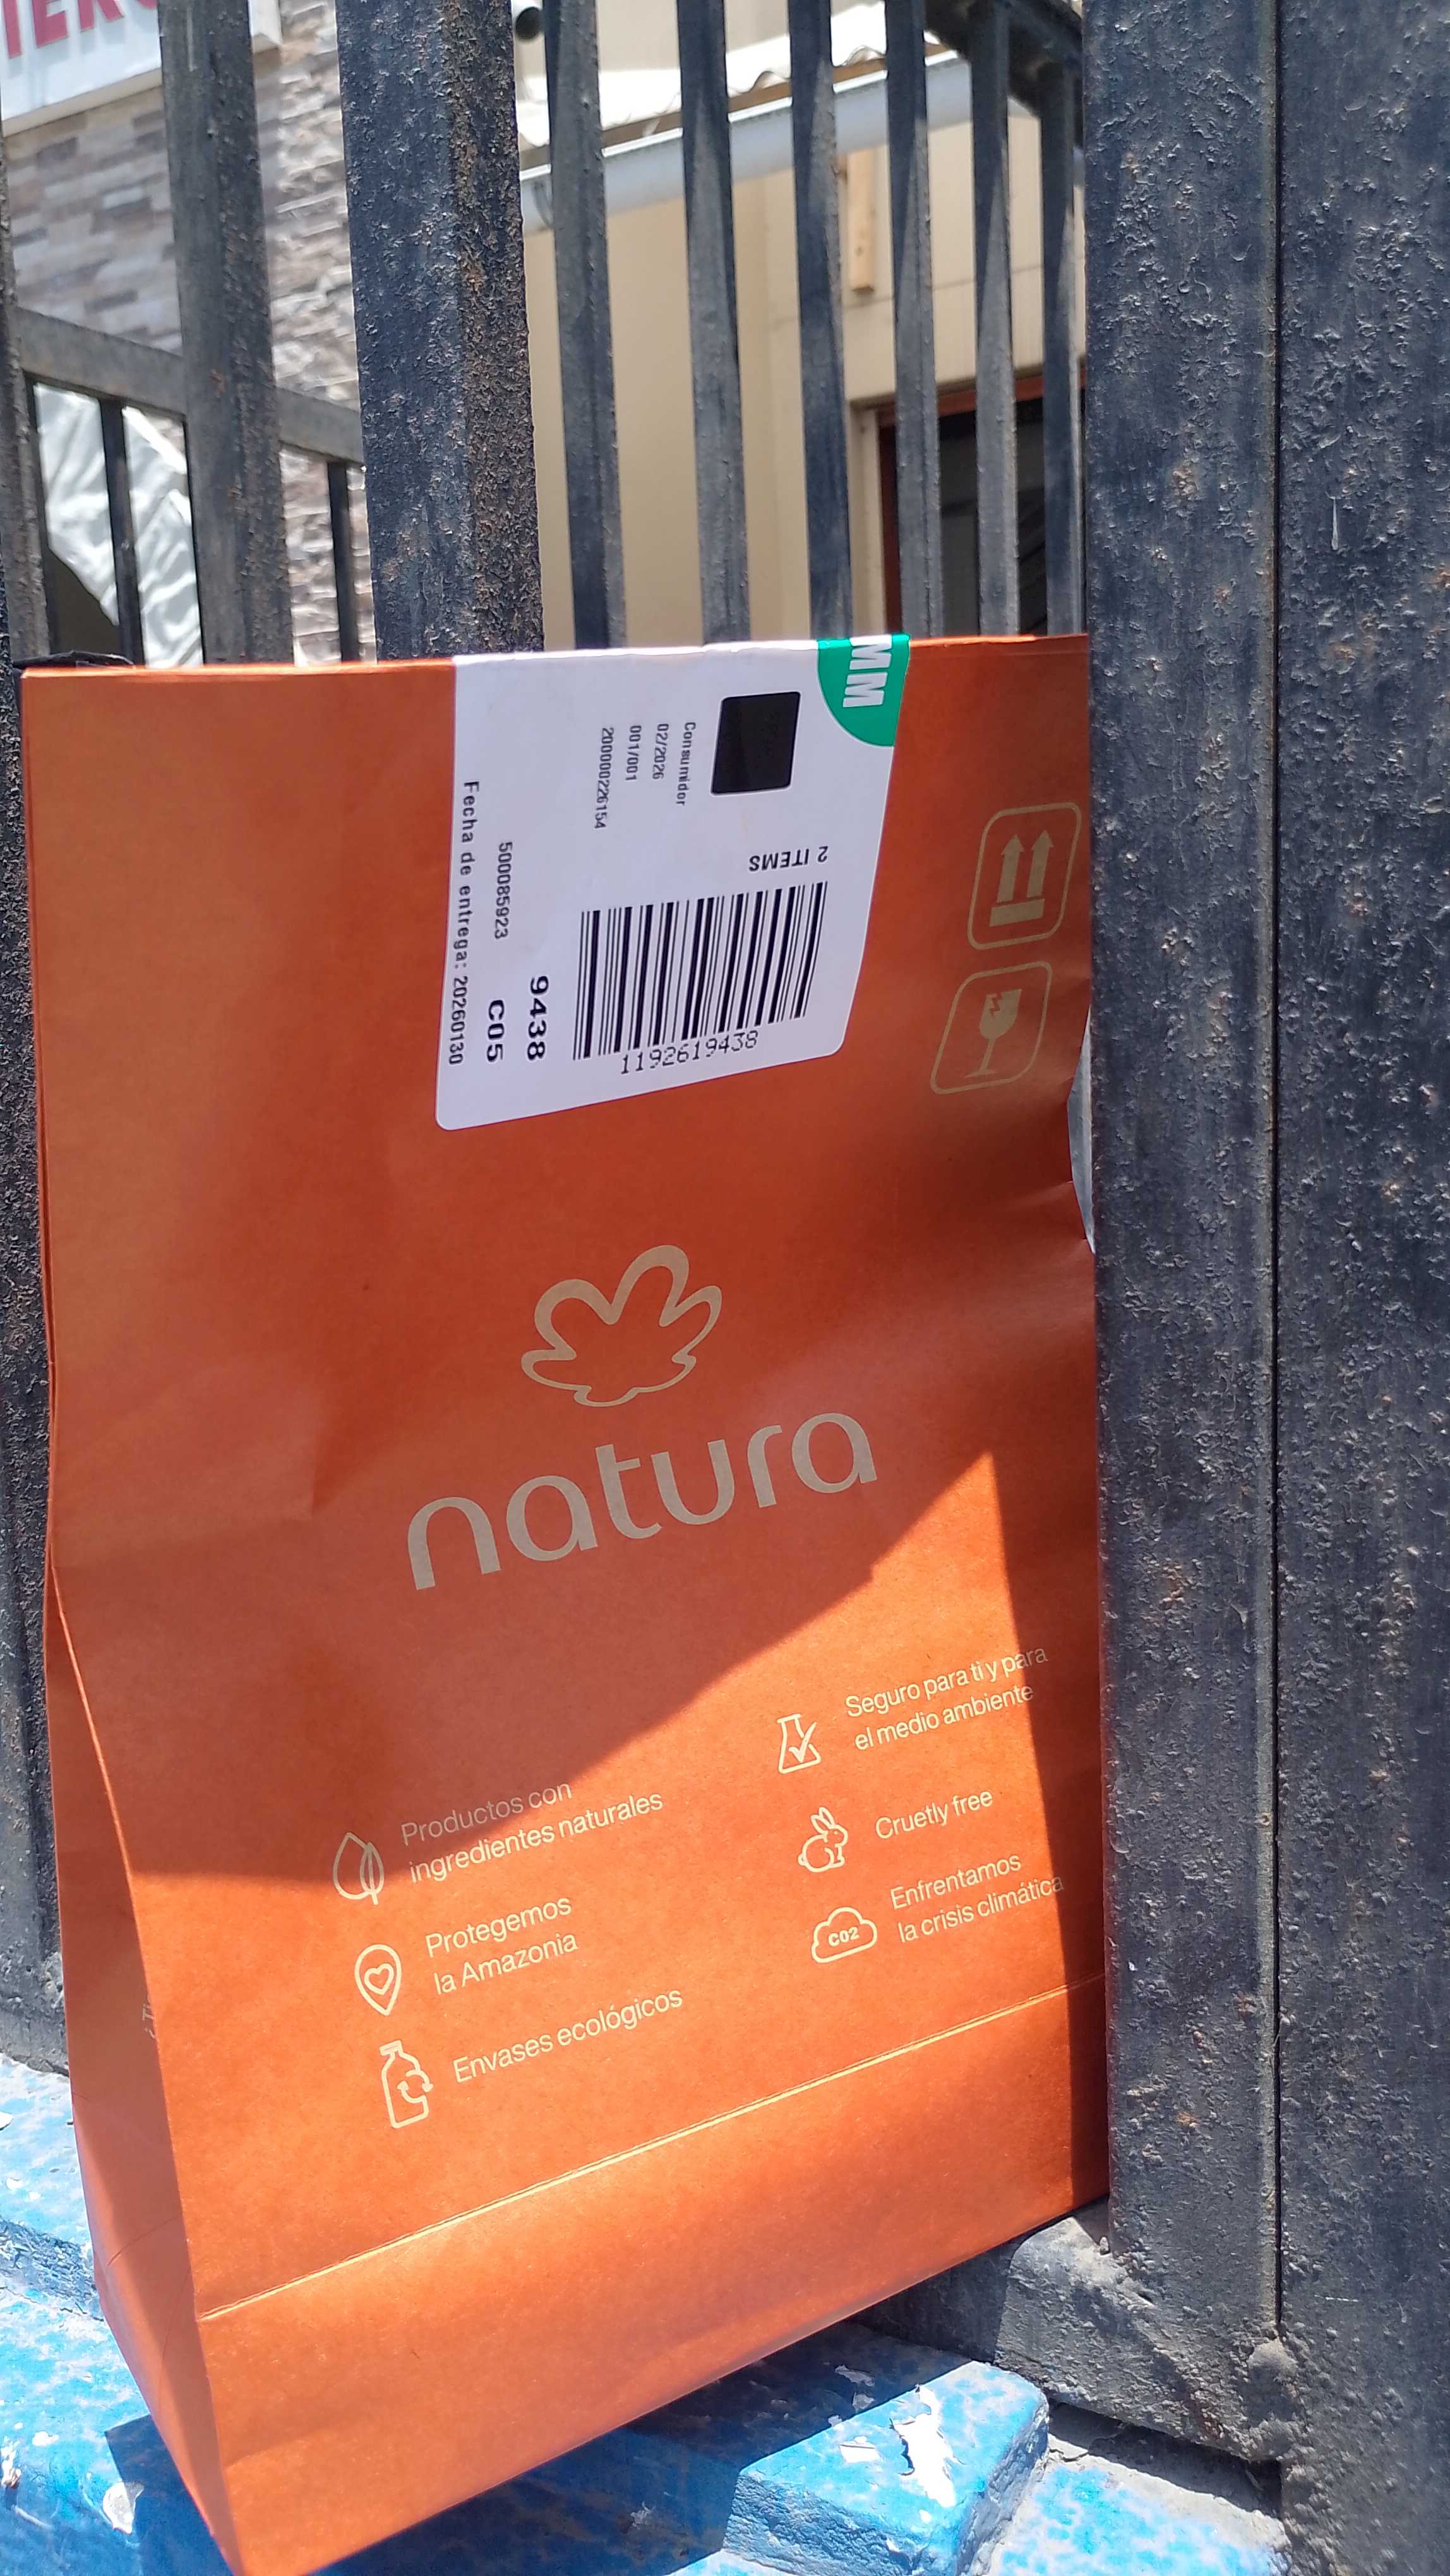 MM
Consumidor
02/2026
001/001
200000226154
2 ITEMS
1192619438
9438
500085923
C05
Fecha de entrega: 20260130
natura
Productos con
ingredientes naturales
Protegemos
la Amazonia
Envases ecológicos
Seguro para ti y para
el medio ambiente
Cruetly free
CO2
Enfrentamos
la crisis climática